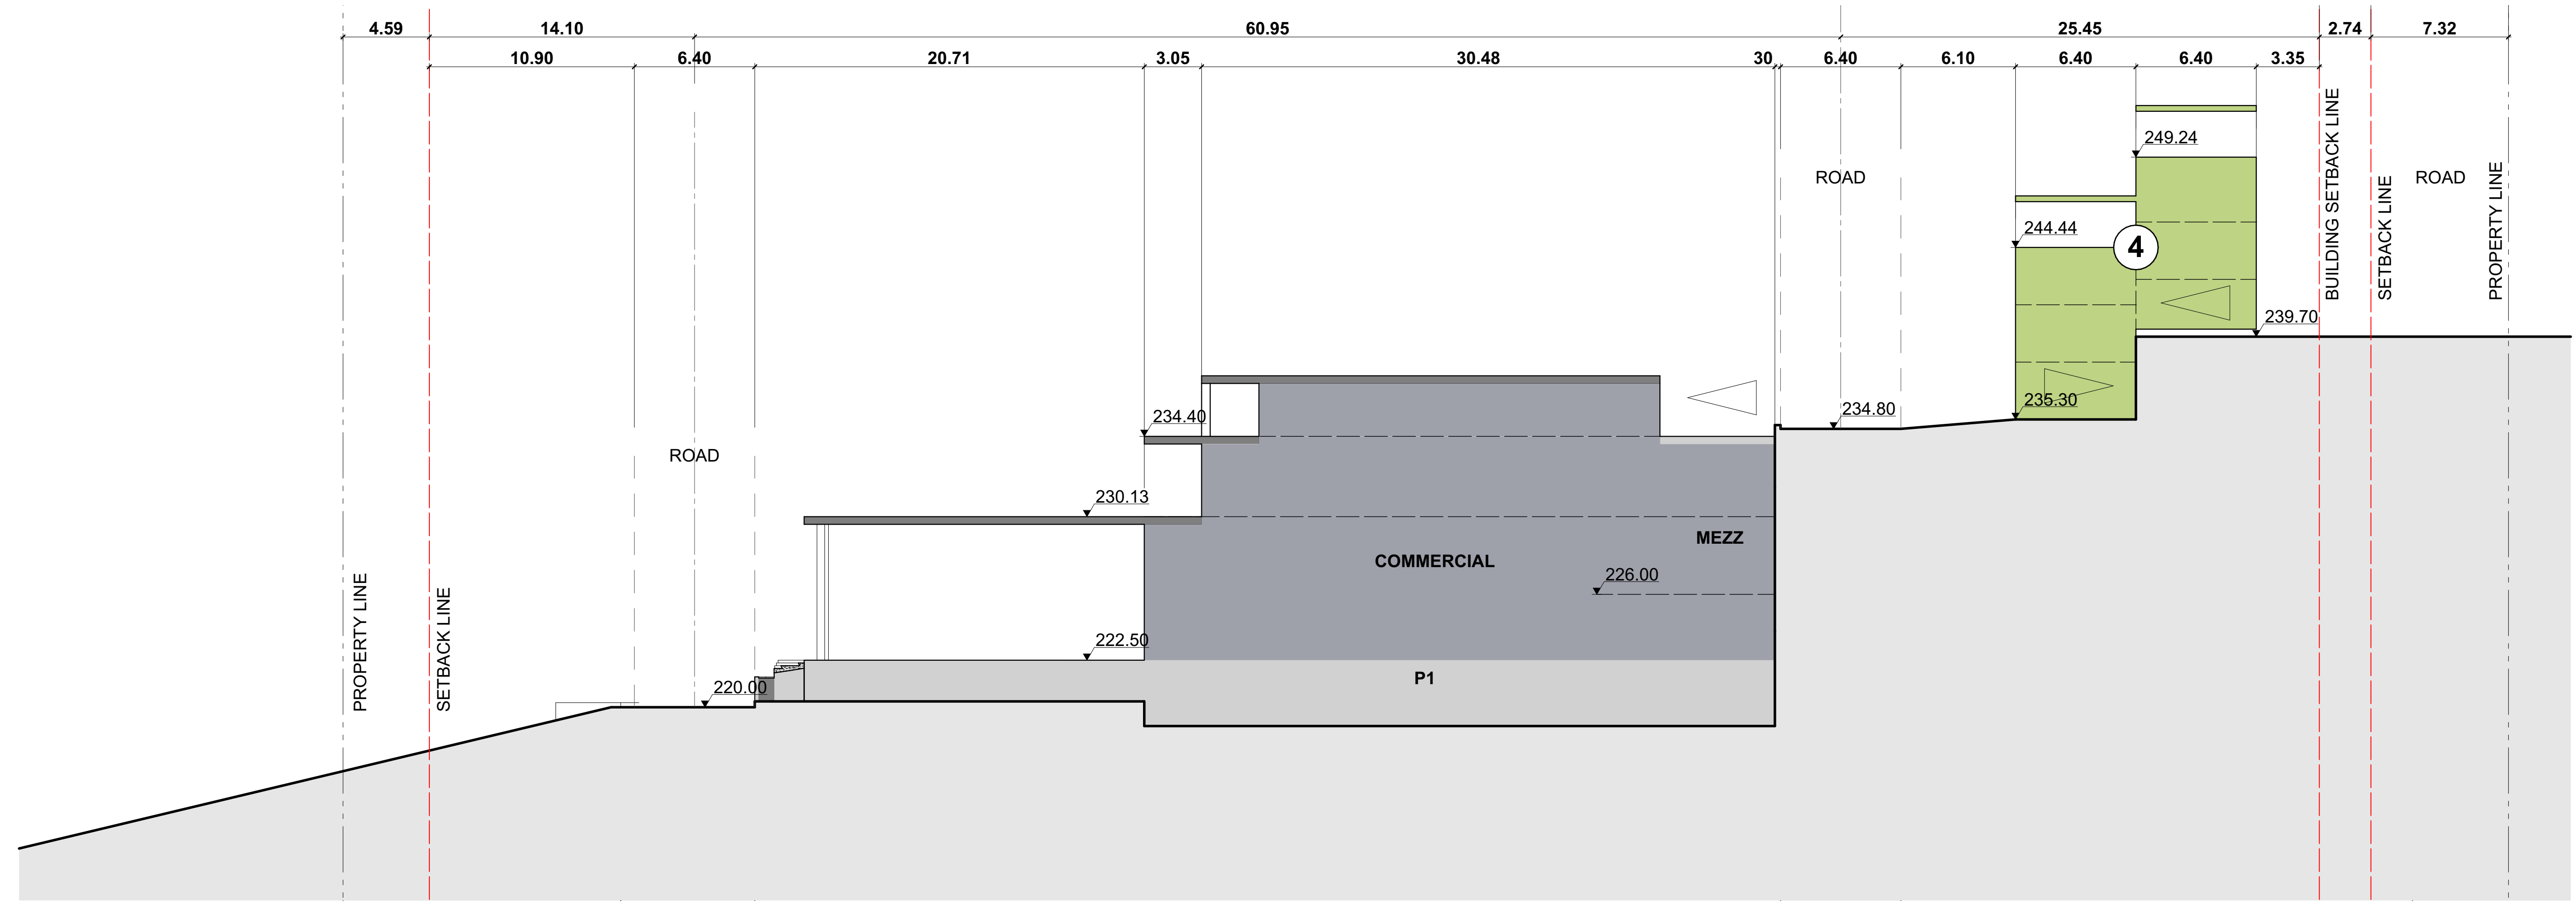 4.59 14.10 60.95 25.45 2.74 7.32
10.90 6.40 20.71 3.05 30.48 30 6.40 6.10 6.40 6.40 3.35
249.24
ROAD ROAD
244.44
4
BUILDING SETBACK LINE
SETBACK LINE
PROPERTY LINE
239.70
235.30
234.80
234.40
ROAD
230.13
MEZZ
COMMERCIAL
226.00
PROPERTY LINE
SETBACK LINE
222.50
P1
220.00